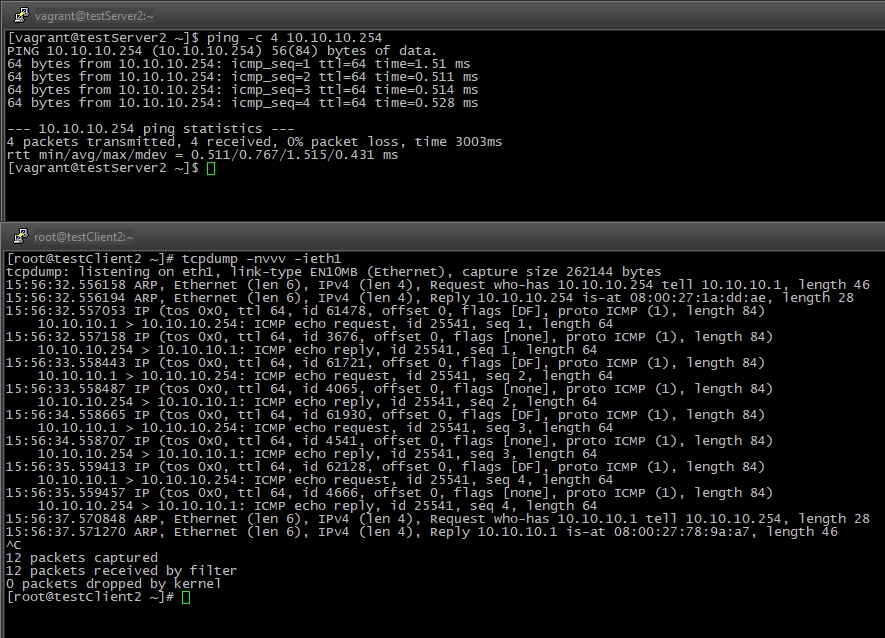 vagrant@testServer2:~
[vagrant@testServer2 ~]$ ping -c 4 10.10.10.254
PING 10.10.10.254 (10.10.10.254) 56(84) bytes of data.
64 bytes from 10.10.10.254: icmp_seq=1 ttl=64 time=1.51 ms
64 bytes from 10.10.10.254: icmp_seq=2 ttl=64 time=0.511 ms
64 bytes from 10.10.10.254: icmp_seq=3 ttl=64 time=0.514 ms
64 bytes from 10.10.10.254: icmp_seq=4 ttl=64 time=0.528 ms
--- 10.10.10.254 ping statistics ---
4 packets transmitted, 4 received, 0% packet loss, time 3003ms
rtt min/avg/max/mdev = 0.511/0.767/1.515/0.431 ms
[vagrant@testServer2 ~]$
root@testClient2:~
[root@testClient2 ~]# tcpdump -nvvv -ieth1
tcpdump: listening on eth1, link-type EN10MB (Ethernet), capture size 262144 bytes
15:56:32.556158 ARP, Ethernet (len 6), IPv4 (len 4), Request who-has 10.10.10.254 tell 10.10.10.1, length 46
15:56:32.556194 ARP, Ethernet (len 6), IPv4 (len 4), Reply 10.10.10.254 is-at 08:00:27:1a:dd:ae, length 28
15:56:32.557053 IP (tos 0x0, ttl 64, id 61478, offset 0, flags [DF], proto ICMP (1), length 84)
    10.10.10.1 > 10.10.10.254: ICMP echo request, id 25541, seq 1, length 64
15:56:32.557158 IP (tos 0x0, ttl 64, id 3676, offset 0, flags [none], proto ICMP (1), length 84)
    10.10.10.254 > 10.10.10.1: ICMP echo reply, id 25541, seq 1, length 64
15:56:33.558443 IP (tos 0x0, ttl 64, id 61721, offset 0, flags [DF], proto ICMP (1), length 84)
    10.10.10.1 > 10.10.10.254: ICMP echo request, id 25541, seq 2, length 64
15:56:33.558487 IP (tos 0x0, ttl 64, id 4065, offset 0, flags [none], proto ICMP (1), length 84)
    10.10.10.254 > 10.10.10.1: ICMP echo reply, id 25541, seq 2, length 64
15:56:34.558665 IP (tos 0x0, ttl 64, id 61930, offset 0, flags [DF], proto ICMP (1), length 84)
    10.10.10.1 > 10.10.10.254: ICMP echo request, id 25541, seq 3, length 64
15:56:34.558707 IP (tos 0x0, ttl 64, id 4541, offset 0, flags [none], proto ICMP (1), length 84)
    10.10.10.254 > 10.10.10.1: ICMP echo reply, id 25541, seq 3, length 64
15:56:35.559413 IP (tos 0x0, ttl 64, id 62128, offset 0, flags [DF], proto ICMP (1), length 84)
    10.10.10.1 > 10.10.10.254: ICMP echo request, id 25541, seq 4, length 64
15:56:35.559457 IP (tos 0x0, ttl 64, id 4666, offset 0, flags [none], proto ICMP (1), length 84)
    10.10.10.254 > 10.10.10.1: ICMP echo reply, id 25541, seq 4, length 64
15:56:37.570848 ARP, Ethernet (len 6), IPv4 (len 4), Request who-has 10.10.10.1 tell 10.10.10.254, length 28
15:56:37.571270 ARP, Ethernet (len 6), IPv4 (len 4), Reply 10.10.10.1 is-at 08:00:27:78:9a:a7, length 46
^C
12 packets captured
12 packets received by filter
0 packets dropped by kernel
[root@testClient2 ~]#